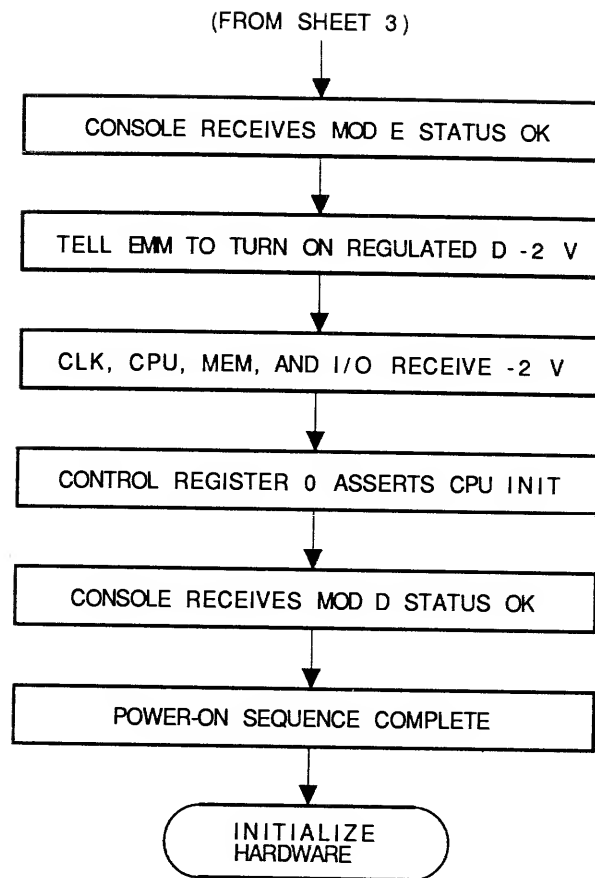 (FROM SHEET 3)
CONSOLE RECEIVES MOD E STATUS OK
TELL EMM TO TURN ON REGULATED D -2 V
CLK, CPU, MEM, AND I/O RECEIVE -2 V
CONTROL REGISTER 0 ASSERTS CPU INIT
CONSOLE RECEIVES MOD D STATUS OK
POWER-ON SEQUENCE COMPLETE
INITIALIZE
HARDWARE